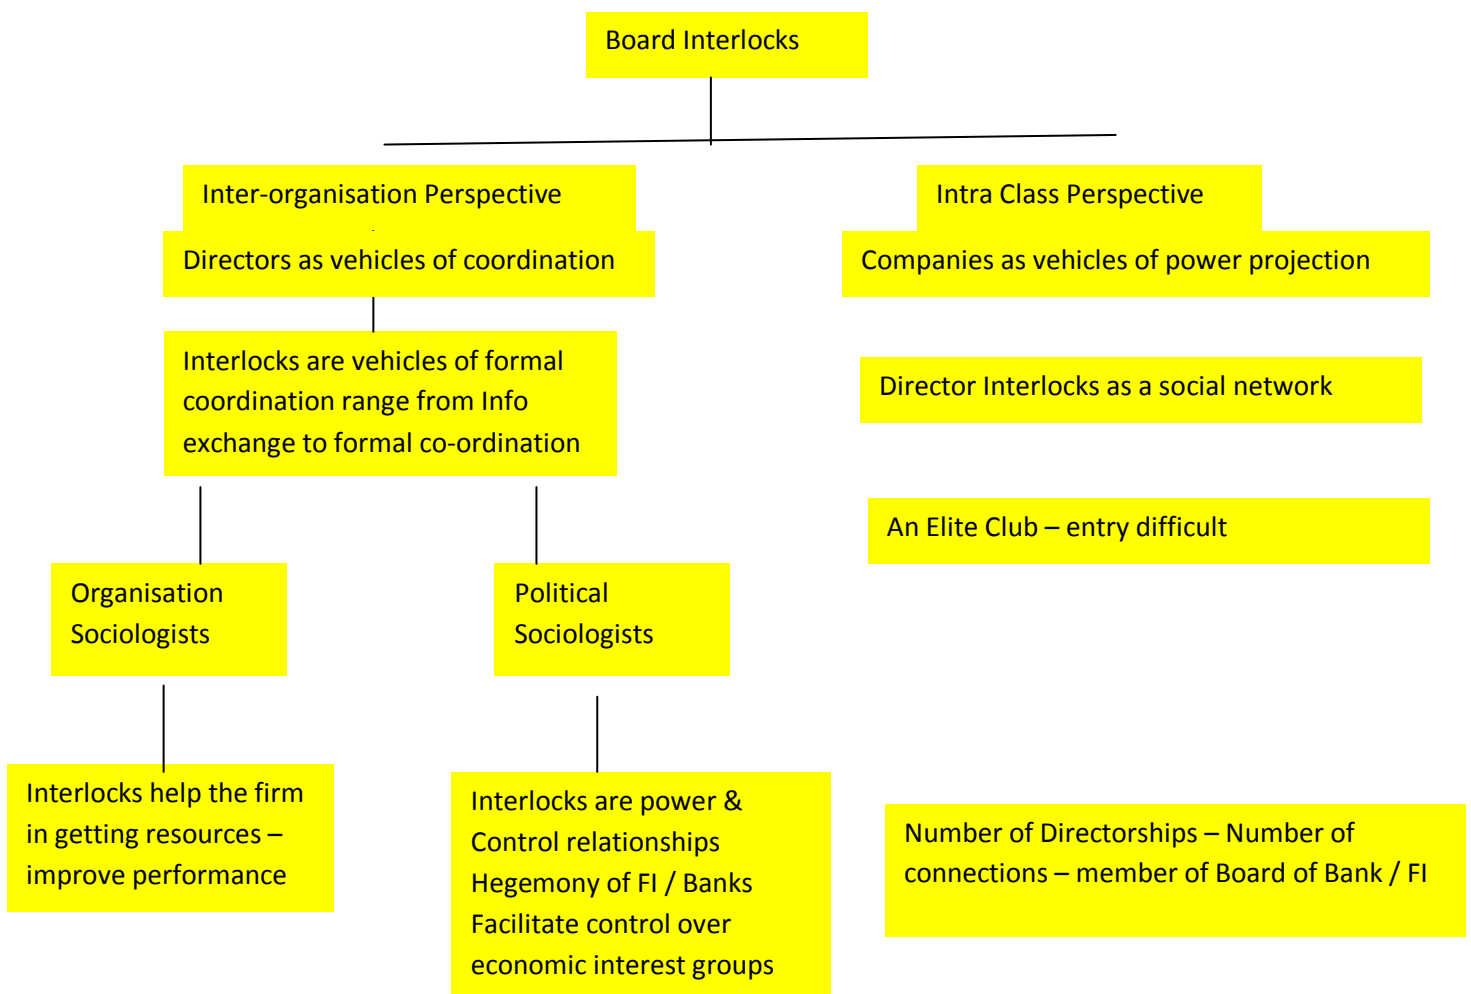 Board Interlocks
Inter-organisation Perspective
Directors as vehicles of coordination
Interlocks are vehicles of formal
coordination range from Info
exchange to formal co-ordination
Organisation
Sociologists
Interlocks help the firm
in getting resources –
improve performance
Political
Sociologists
Interlocks are power &
Control relationships
Hegemony of FI / Banks
Facilitate control over
economic interest groups
Intra Class Perspective
Companies as vehicles of power projection
Director Interlocks as a social network
An Elite Club – entry difficult
Number of Directorships – Number of
connections – member of Board of Bank / FI